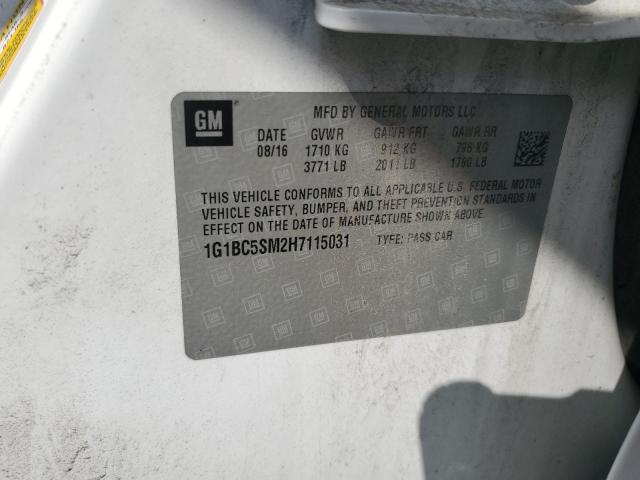 GM
MFD BY GENERAL MOTORS LLC
DATE GVWR GAWR FRT GAWR RR
08/16 1710 KG 912 KG 798 KG
3771 LB 2011 LB 1760 LB
THIS VEHICLE CONFORMS TO ALL APPLICABLE U.S. FEDERAL MOTOR
VEHICLE SAFETY, BUMPER, AND THEFT PREVENTION STANDARDS IN
EFFECT ON THE DATE OF MANUFACTURE SHOWN ABOVE.
1G1BC5SM2H7115031 TYPE: PASS CAR